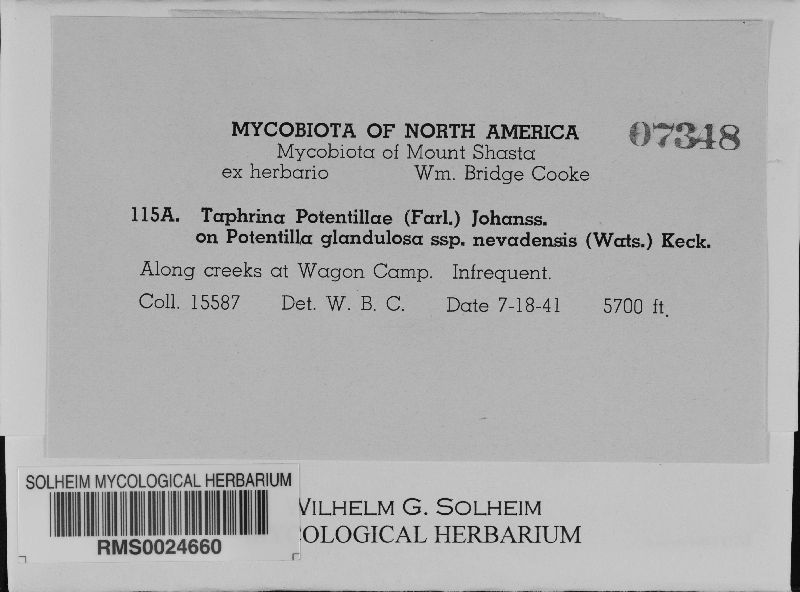 MYCOBIOTA OF NORTH AMERICA 07348
Mycobiota of Mount Shasta
ex herbario Wm. Bridge Cooke
115A. Taphrina Potentillae (Farl.) Johanss.
on Potentilla glandulosa ssp. nevadensis (Wats.) Keck.
Along creeks at Wagon Camp. Infrequent.
Coll. 15587 Det. W. B. C. Date 7-18-41 5700 ft.
SOLHEIM MYCOLOGICAL HERBARIUM
RMS0024660
VILHELM G. SOLHEIM
OLOGICAL HERBARIUM